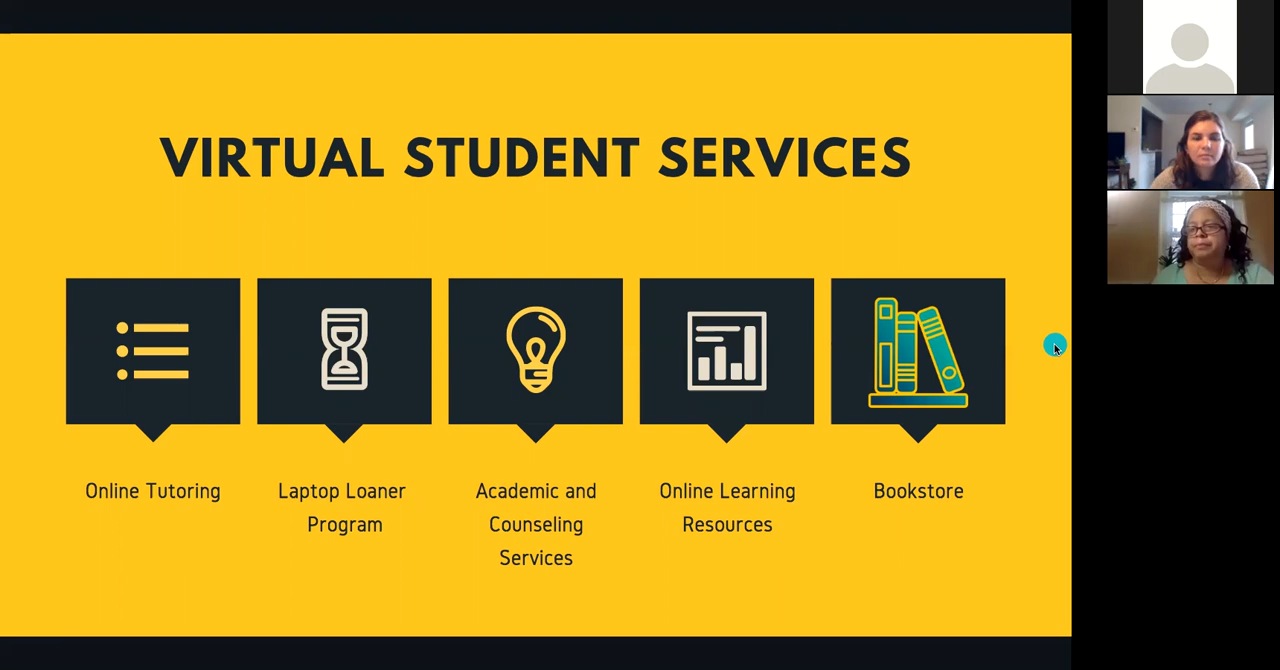 VIRTUAL STUDENT SERVICES
Online Tutoring
Laptop Loaner
Program
Academic and
Counseling
Services
Online Learning
Resources
Bookstore